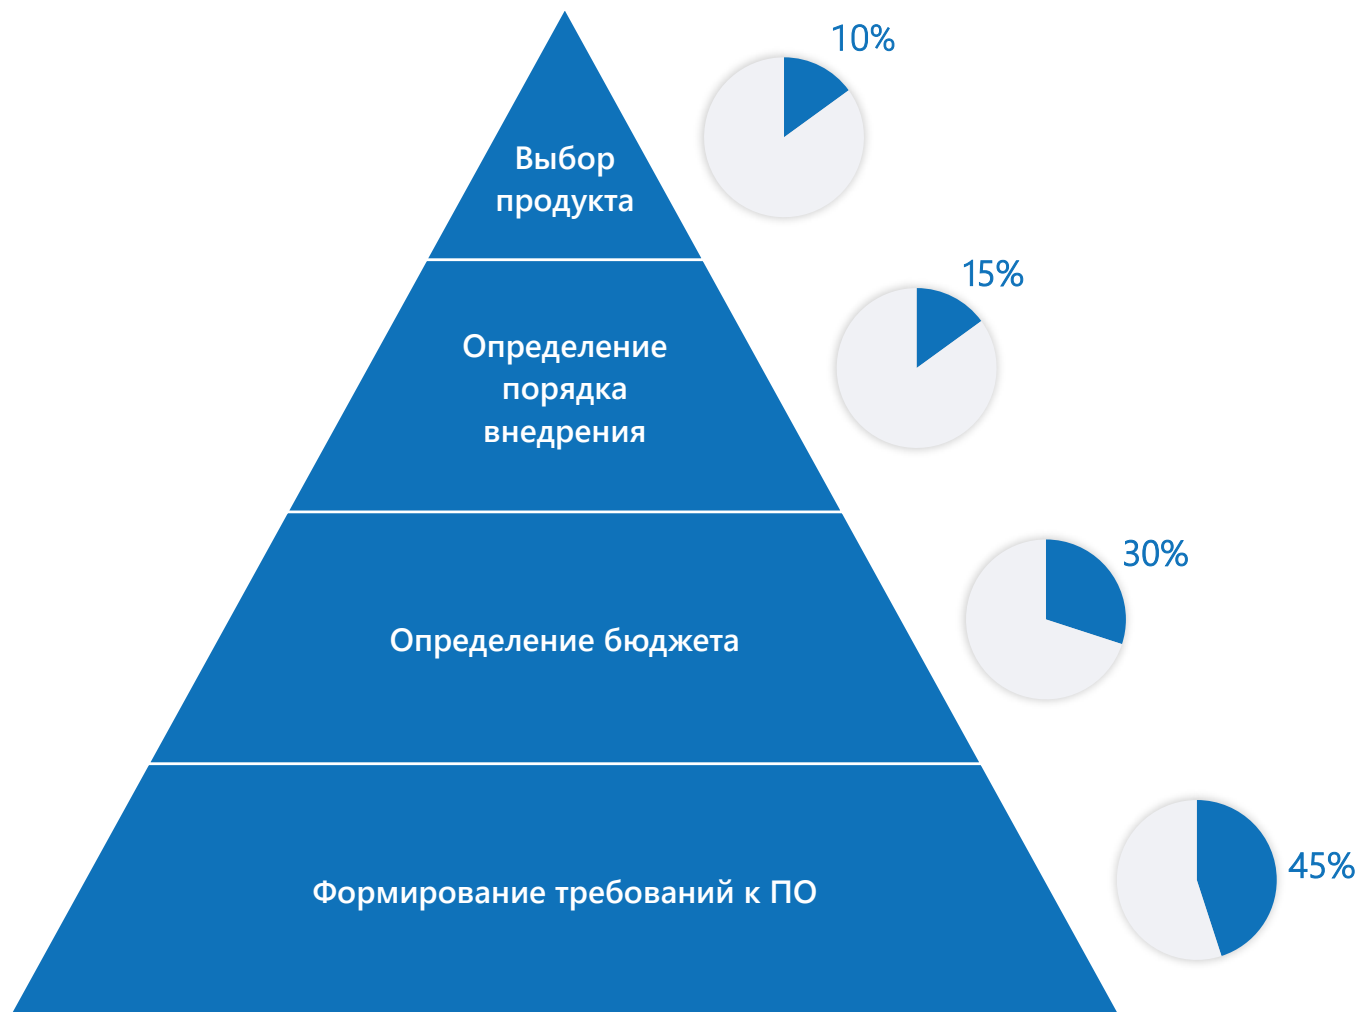 10%
Выбор
продукта
15%
Определение
порядка
внедрения
30%
Определение бюджета
45%
Формирование требований к ПО